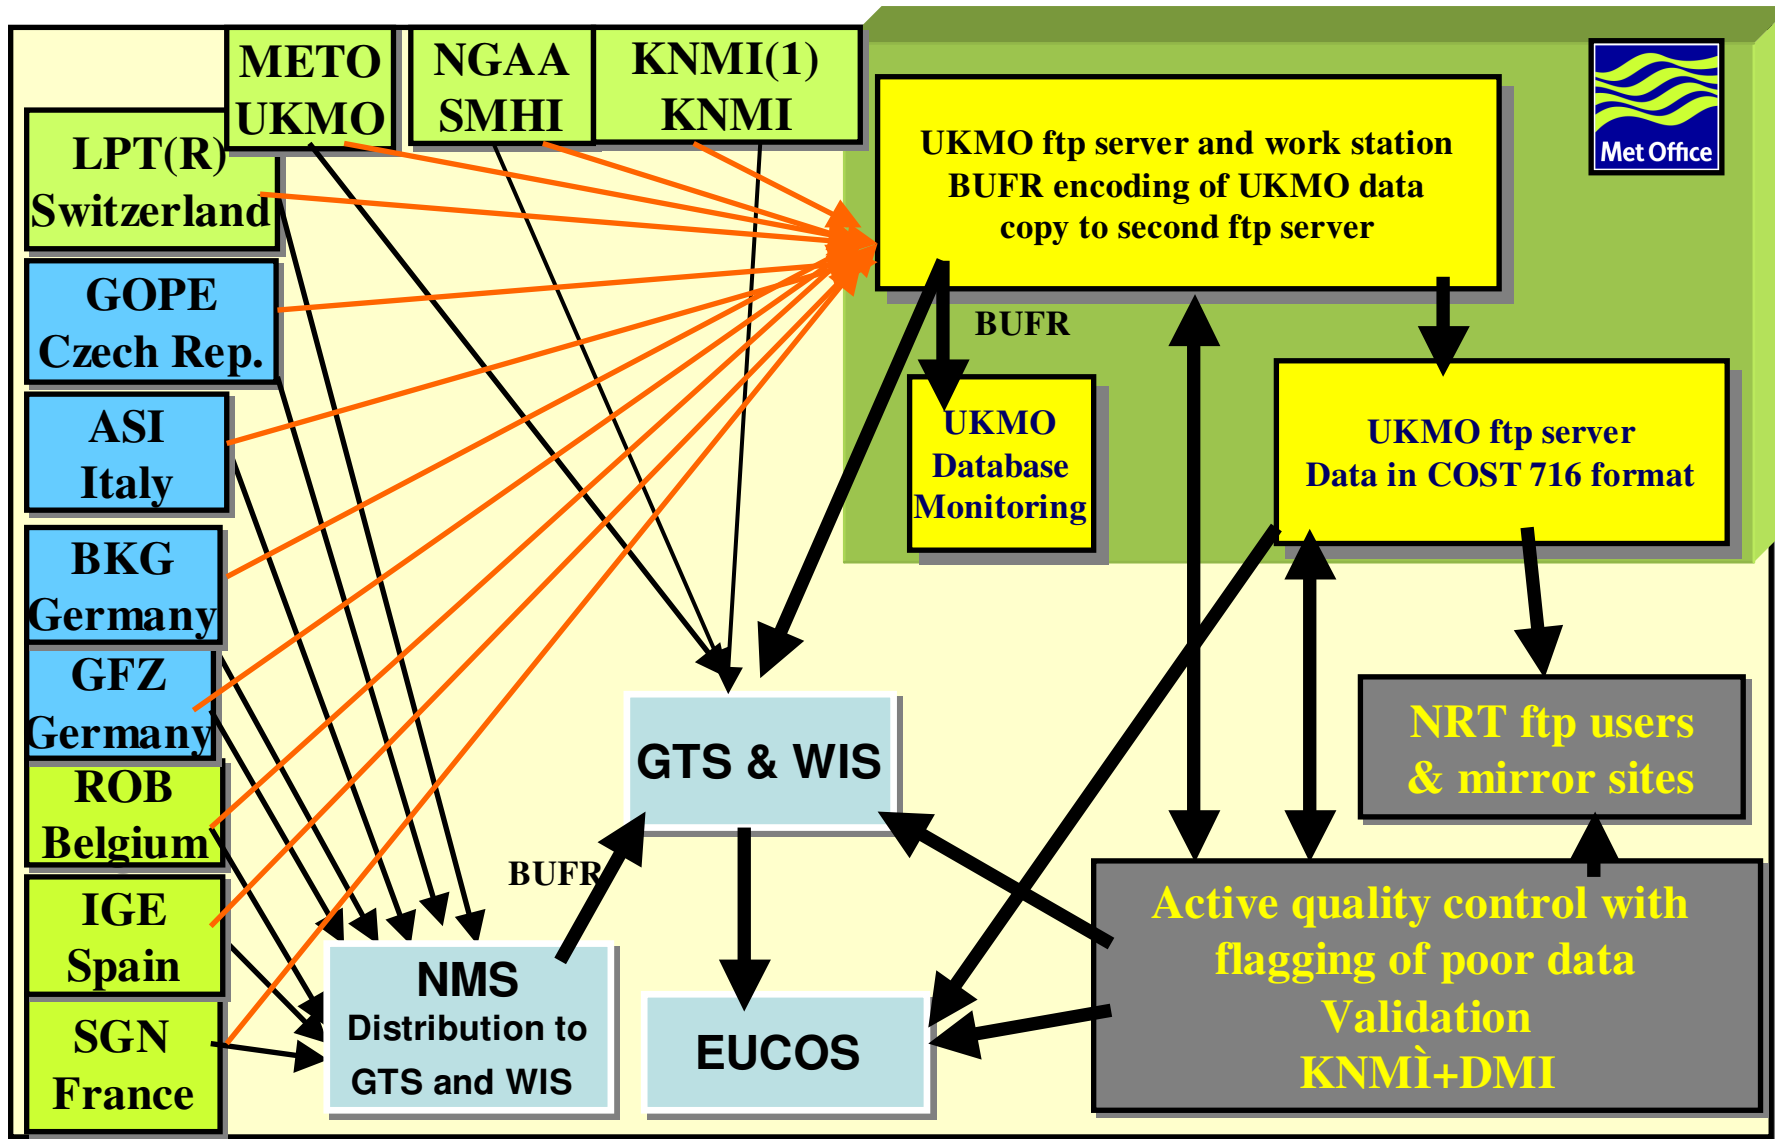 METO
UKMO
NGAA
SMHI
KNMI(1)
KNMI
LPT(R)
Switzerland
GOPE
Czech Rep.
ASI
Italy
BKG
Germany
GFZ
Germany
ROB
Belgium
IGE
Spain
SGN
France
UKMO ftp server and work station
BUFR encoding of UKMO data
copy to second ftp server
Met Office
BUFR
UKMO
Database
Monitoring
UKMO ftp server
Data in COST 716 format
GTS & WIS
NRT ftp users
& mirror sites
BUFR
NMS
Distribution to
GTS and WIS
EUCOS
Active quality control with
flagging of poor data
Validation
KNMÌ+DMI